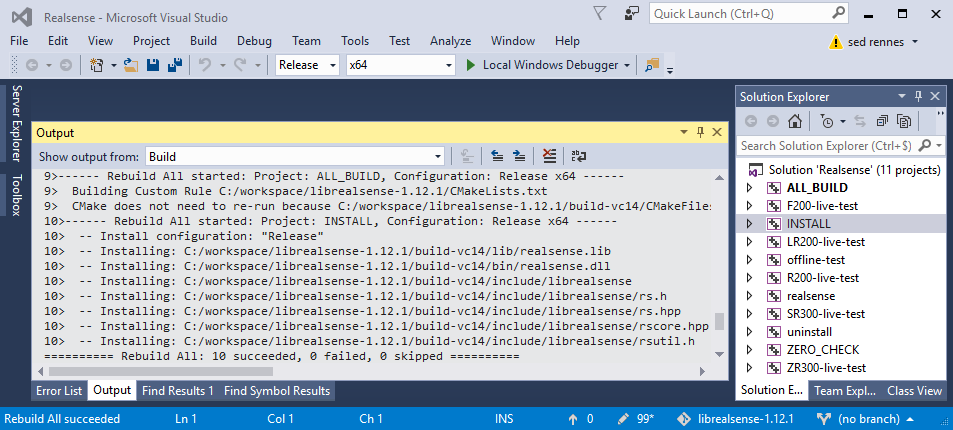 Realsense - Microsoft Visual Studio
Quick Launch (Ctrl+Q)
File Edit View Project Build Debug Team Tools Test Analyze Window Help
sed rennes
Release x64 Local Windows Debugger
Server Explorer
Toolbox
Output
Show output from: Build
9>------ Rebuild All started: Project: ALL_BUILD, Configuration: Release x64 ------
9>  Building Custom Rule C:/workspace/librealsense-1.12.1/CMakeLists.txt
9>  CMake does not need to re-run because C:/workspace/librealsense-1.12.1/build-vc14/CMakeFiles
10>------ Rebuild All started: Project: INSTALL, Configuration: Release x64 ------
10>  -- Install configuration: "Release"
10>  -- Installing: C:/workspace/librealsense-1.12.1/build-vc14/lib/realsense.lib
10>  -- Installing: C:/workspace/librealsense-1.12.1/build-vc14/bin/realsense.dll
10>  -- Installing: C:/workspace/librealsense-1.12.1/build-vc14/include/librealsense
10>  -- Installing: C:/workspace/librealsense-1.12.1/build-vc14/include/librealsense/rs.h
10>  -- Installing: C:/workspace/librealsense-1.12.1/build-vc14/include/librealsense/rs.hpp
10>  -- Installing: C:/workspace/librealsense-1.12.1/build-vc14/include/librealsense/rscore.hpp
10>  -- Installing: C:/workspace/librealsense-1.12.1/build-vc14/include/librealsense/rsutil.h
========== Rebuild All: 10 succeeded, 0 failed, 0 skipped ==========
Error List Output Find Results 1 Find Symbol Results
Solution Explorer
Search Solution Explorer (Ctrl+$)
Solution 'Realsense' (11 projects)
ALL_BUILD
F200-live-test
INSTALL
LR200-live-test
offline-test
R200-live-test
realsense
SR300-live-test
uninstall
ZERO_CHECK
ZR300-live-test
Solution E... Team Expl... Class View
Rebuild All succeeded Ln 1 Col 1 Ch 1 INS 0 99* librealsense-1.12.1 (no branch)